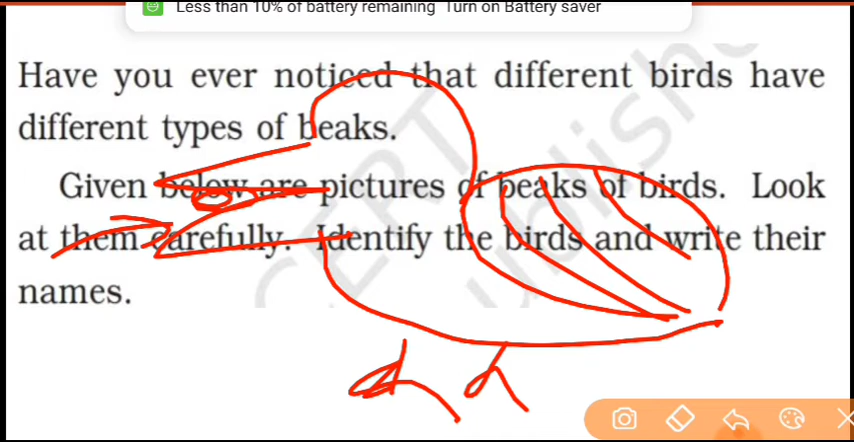 Less than 10% of battery remaining Turn on Battery saver
Have you ever noticed that different birds have
different types of beaks.
Given below are pictures of beaks of birds. Look
at them carefully. Identify the birds and write their
names.